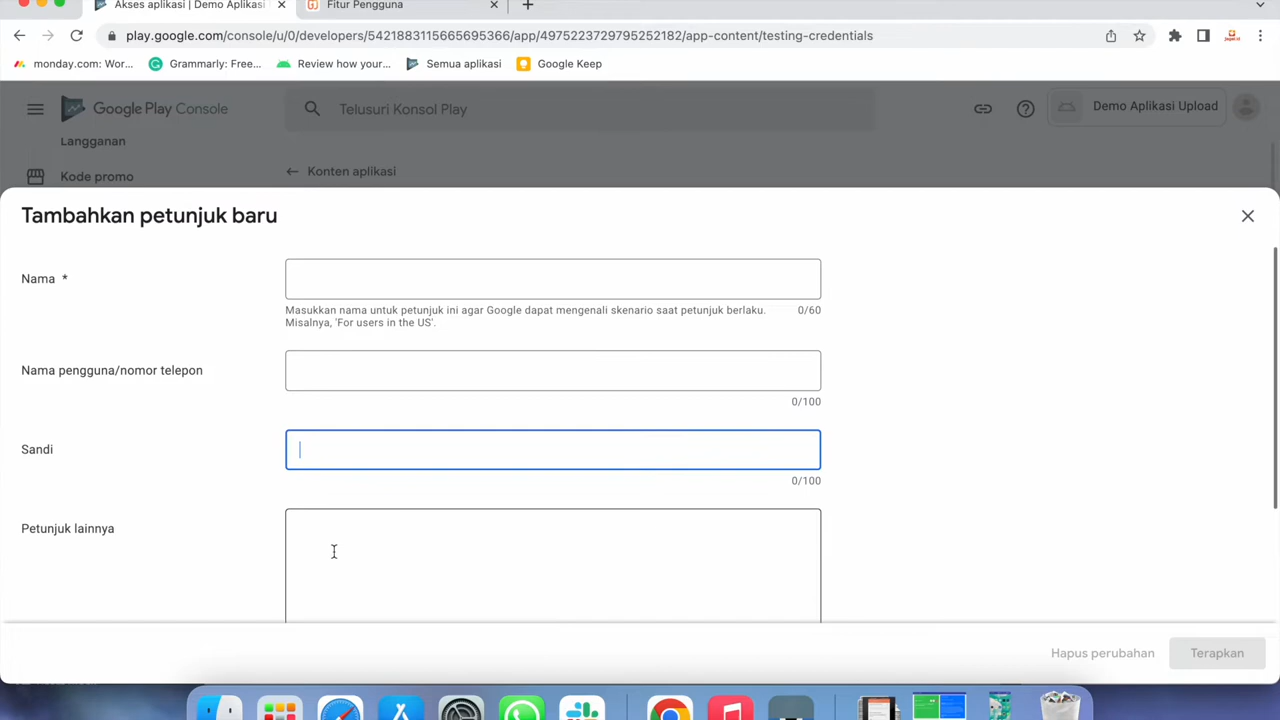 Akses aplikasi | Demo Aplikasi
Fitur Pengguna
play.google.com/console/u/0/developers/5421883115665695366/app/4975223729795252182/app-content/testing-credentials
monday.com: Wor...
Grammarly: Free...
Review how your...
Semua aplikasi
Google Keep
Google Play Console
Telusuri Konsol Play
Demo Aplikasi Upload
Langganan
Kode promo
Konten aplikasi
Tambahkan petunjuk baru
Nama *
Masukkan nama untuk petunjuk ini agar Google dapat mengenali skenario saat petunjuk berlaku.
0/60
Misalnya, 'For users in the US'.
Nama pengguna/nomor telepon
0/100
Sandi
0/100
Petunjuk lainnya
Hapus perubahan
Terapkan